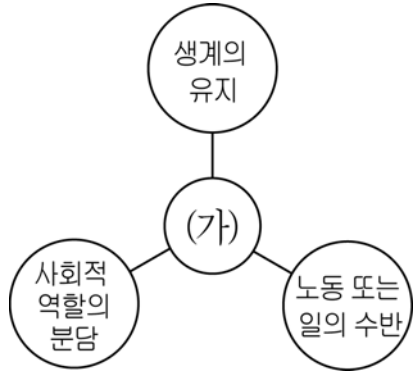 생계의
유지
(가)
사회적
역할의
분담
노동 또는
일의 수반